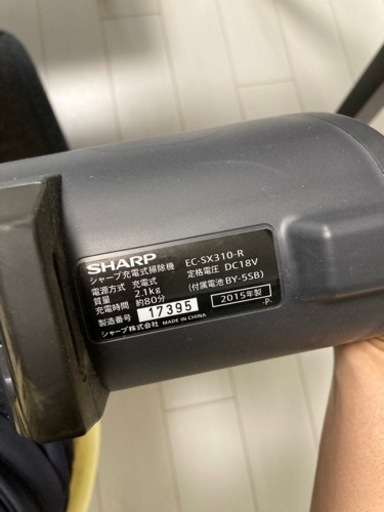 SHARP EC-SX310-R
シャープ充電式掃除機 定格電圧 DC18V
電源方式 充電式 (付属電池 BY-5SB)
質量 2.1kg
充電時間 約80分
製造番号 17395 2015年製
シャープ株式会社 MADE IN CHINA -P-